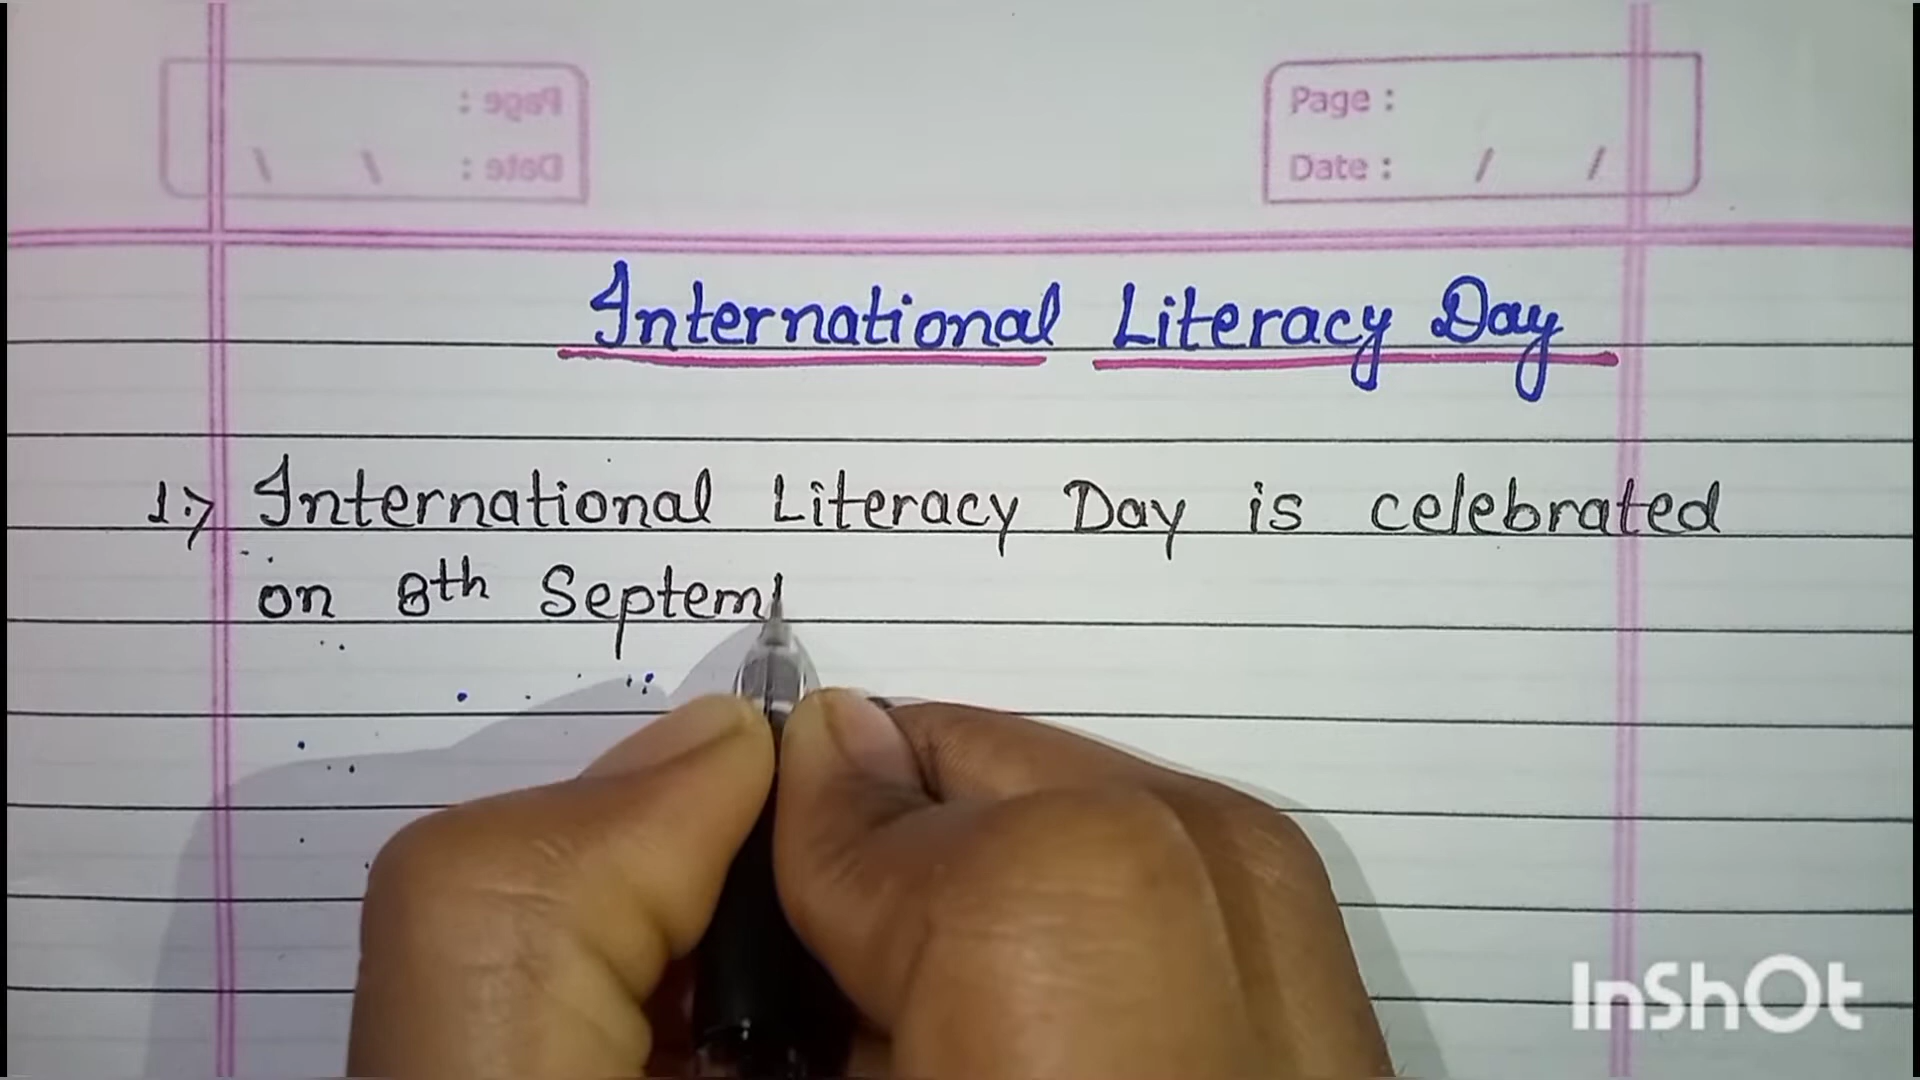 Page :
Date : / /
International Literacy Day
1.) International Literacy Day is celebrated
on 8th Septem
InShOt